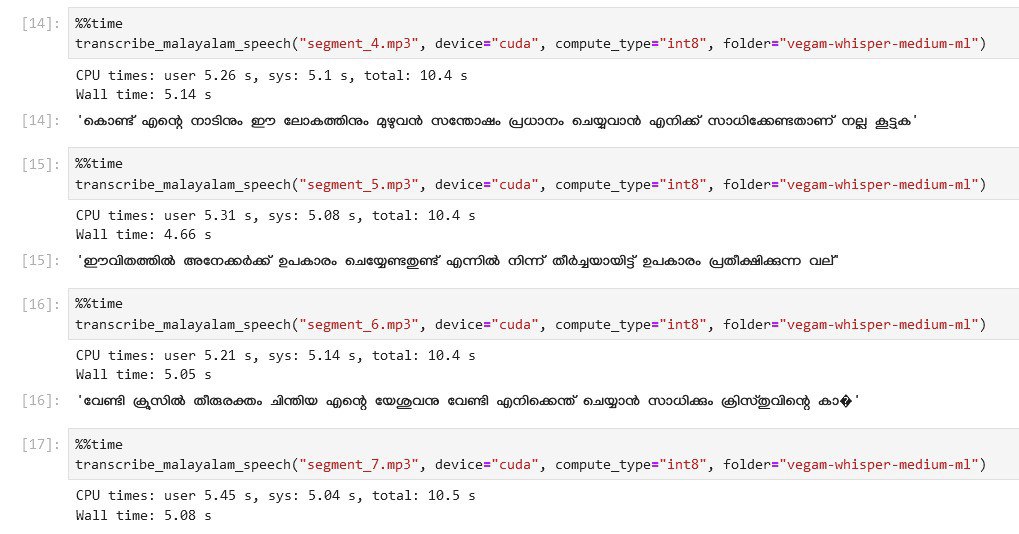 [14]: %%time
transcribe_malayalam_speech("segment_4.mp3", device="cuda", compute_type="int8", folder="vegam-whisper-medium-ml")
CPU times: user 5.26 s, sys: 5.1 s, total: 10.4 s
Wall time: 5.14 s
[14]: 'കൊണ്ട് എന്റെ നാടിനും ഈ ലോകത്തിനും മുഴുവൻ സന്തോഷം പ്രധാനം ചെയ്യുവാൻ എനിക്ക് സാധിക്കേണ്ടതാണ് നല്ല കൂട്ടുക'
[15]: %%time
transcribe_malayalam_speech("segment_5.mp3", device="cuda", compute_type="int8", folder="vegam-whisper-medium-ml")
CPU times: user 5.31 s, sys: 5.08 s, total: 10.4 s
Wall time: 4.66 s
[15]: 'ഈവിതത്തിൽ അനേക്കർക്ക് ഉപകാരം ചെയ്യേണ്ടതുണ്ട് എന്നിൽ നിന്ന് തീർച്ചയായിട്ട് ഉപകാരം പ്രതീക്ഷിക്കുന്ന വല്'
[16]: %%time
transcribe_malayalam_speech("segment_6.mp3", device="cuda", compute_type="int8", folder="vegam-whisper-medium-ml")
CPU times: user 5.21 s, sys: 5.14 s, total: 10.4 s
Wall time: 5.05 s
[16]: 'വേണ്ടി ക്രൂസിൽ തീരുരക്തം ചിന്തിയ എന്റെ യേശുവനു വേണ്ടി എനിക്കെന്ത് ചെയ്യാൻ സാധിക്കും ക്രിസ്തുവിന്റെ കാ�'
[17]: %%time
transcribe_malayalam_speech("segment_7.mp3", device="cuda", compute_type="int8", folder="vegam-whisper-medium-ml")
CPU times: user 5.45 s, sys: 5.04 s, total: 10.5 s
Wall time: 5.08 s